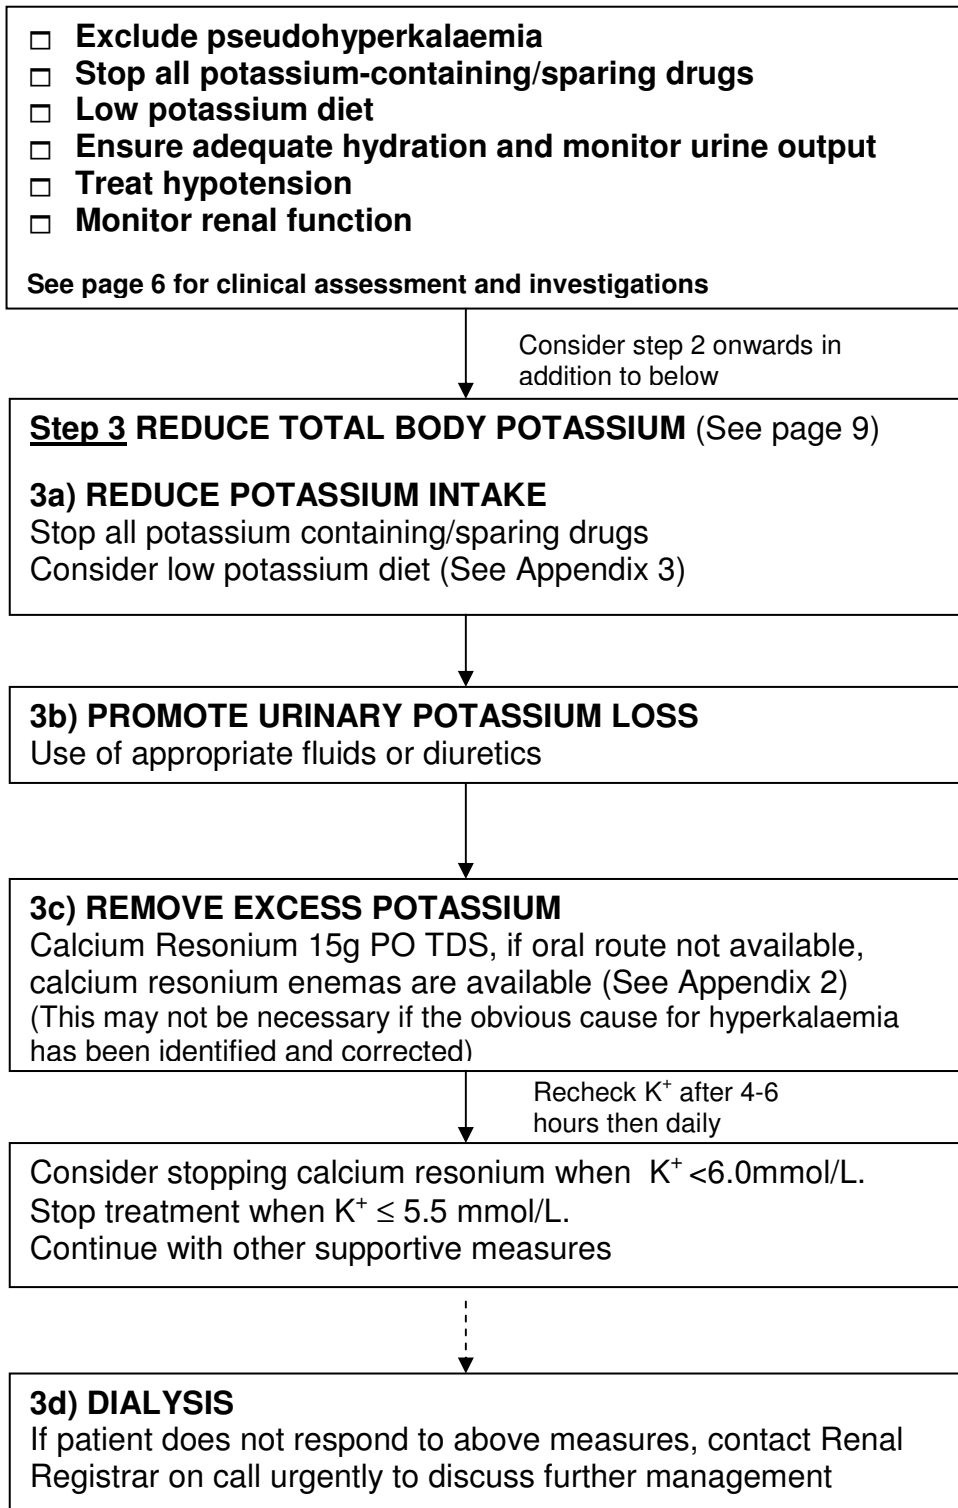 □ Exclude pseudohyperkalaemia
□ Stop all potassium-containing/sparing drugs
□ Low potassium diet
□ Ensure adequate hydration and monitor urine output
□ Treat hypotension
□ Monitor renal function
See page 6 for clinical assessment and investigations
Consider step 2 onwards in
addition to below
Step 3 REDUCE TOTAL BODY POTASSIUM (See page 9)
3a) REDUCE POTASSIUM INTAKE
Stop all potassium containing/sparing drugs
Consider low potassium diet (See Appendix 3)
3b) PROMOTE URINARY POTASSIUM LOSS
Use of appropriate fluids or diuretics
3c) REMOVE EXCESS POTASSIUM
Calcium Resonium 15g PO TDS, if oral route not available,
calcium resonium enemas are available (See Appendix 2)
(This may not be necessary if the obvious cause for hyperkalaemia
has been identified and corrected)
Recheck K⁺ after 4-6
hours then daily
Consider stopping calcium resonium when K⁺ <6.0mmol/L.
Stop treatment when K⁺ ≤ 5.5 mmol/L.
Continue with other supportive measures
3d) DIALYSIS
If patient does not respond to above measures, contact Renal
Registrar on call urgently to discuss further management